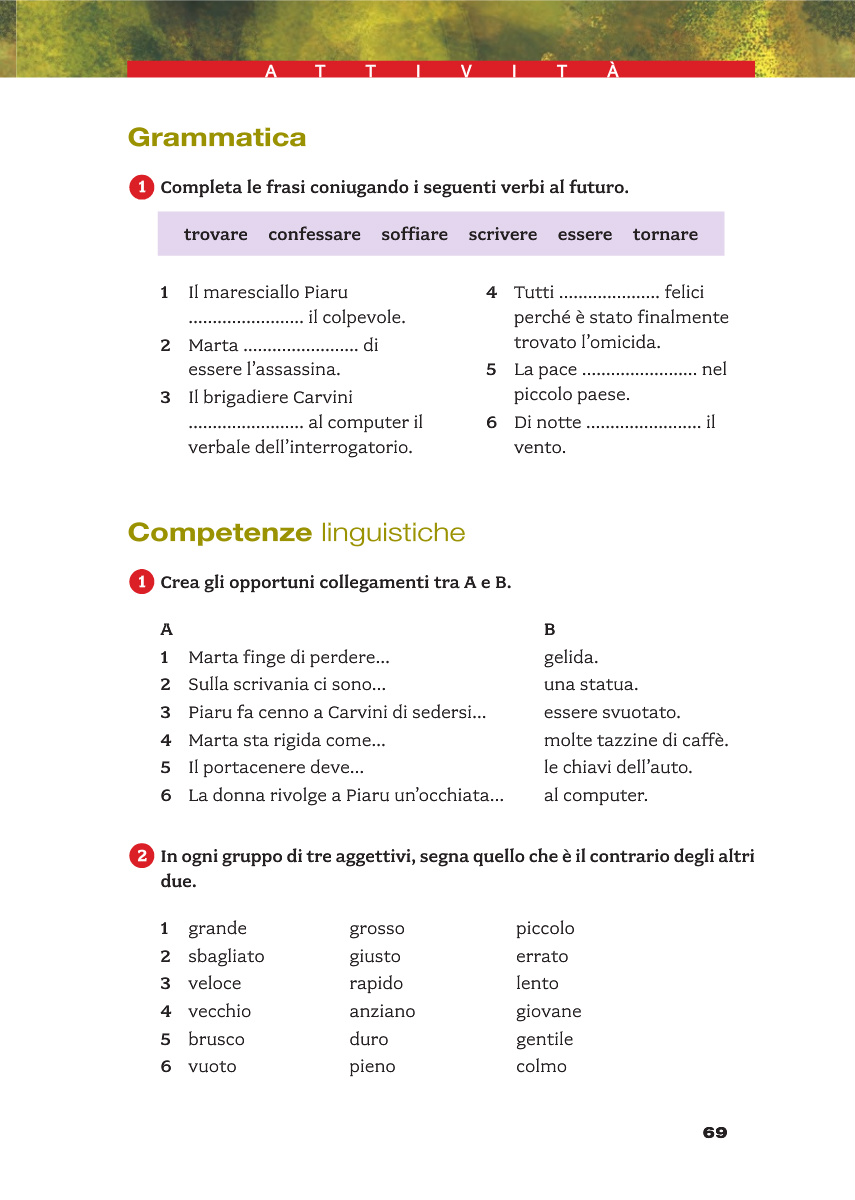 ATTIVITÀ
Grammatica
1 Completa le frasi coniugando i seguenti verbi al futuro.
trovare confessare soffiare scrivere essere tornare
1 Il maresciallo Piaru
........................ il colpevole.
2 Marta ........................ di
essere l’assassina.
3 Il brigadiere Carvini
........................ al computer il
verbale dell’interrogatorio.
4 Tutti ..................... felici
perché è stato finalmente
trovato l’omicida.
5 La pace ........................ nel
piccolo paese.
6 Di notte ........................ il
vento.
Competenze linguistiche
1 Crea gli opportuni collegamenti tra A e B.
A B
1 Marta finge di perdere... gelida.
2 Sulla scrivania ci sono... una statua.
3 Piaru fa cenno a Carvini di sedersi... essere svuotato.
4 Marta sta rigida come... molte tazzine di caffè.
5 Il portacenere deve... le chiavi dell’auto.
6 La donna rivolge a Piaru un’occhiata... al computer.
2 In ogni gruppo di tre aggettivi, segna quello che è il contrario degli altri
due.
1 grande grosso piccolo
2 sbagliato giusto errato
3 veloce rapido lento
4 vecchio anziano giovane
5 brusco duro gentile
6 vuoto pieno colmo
69